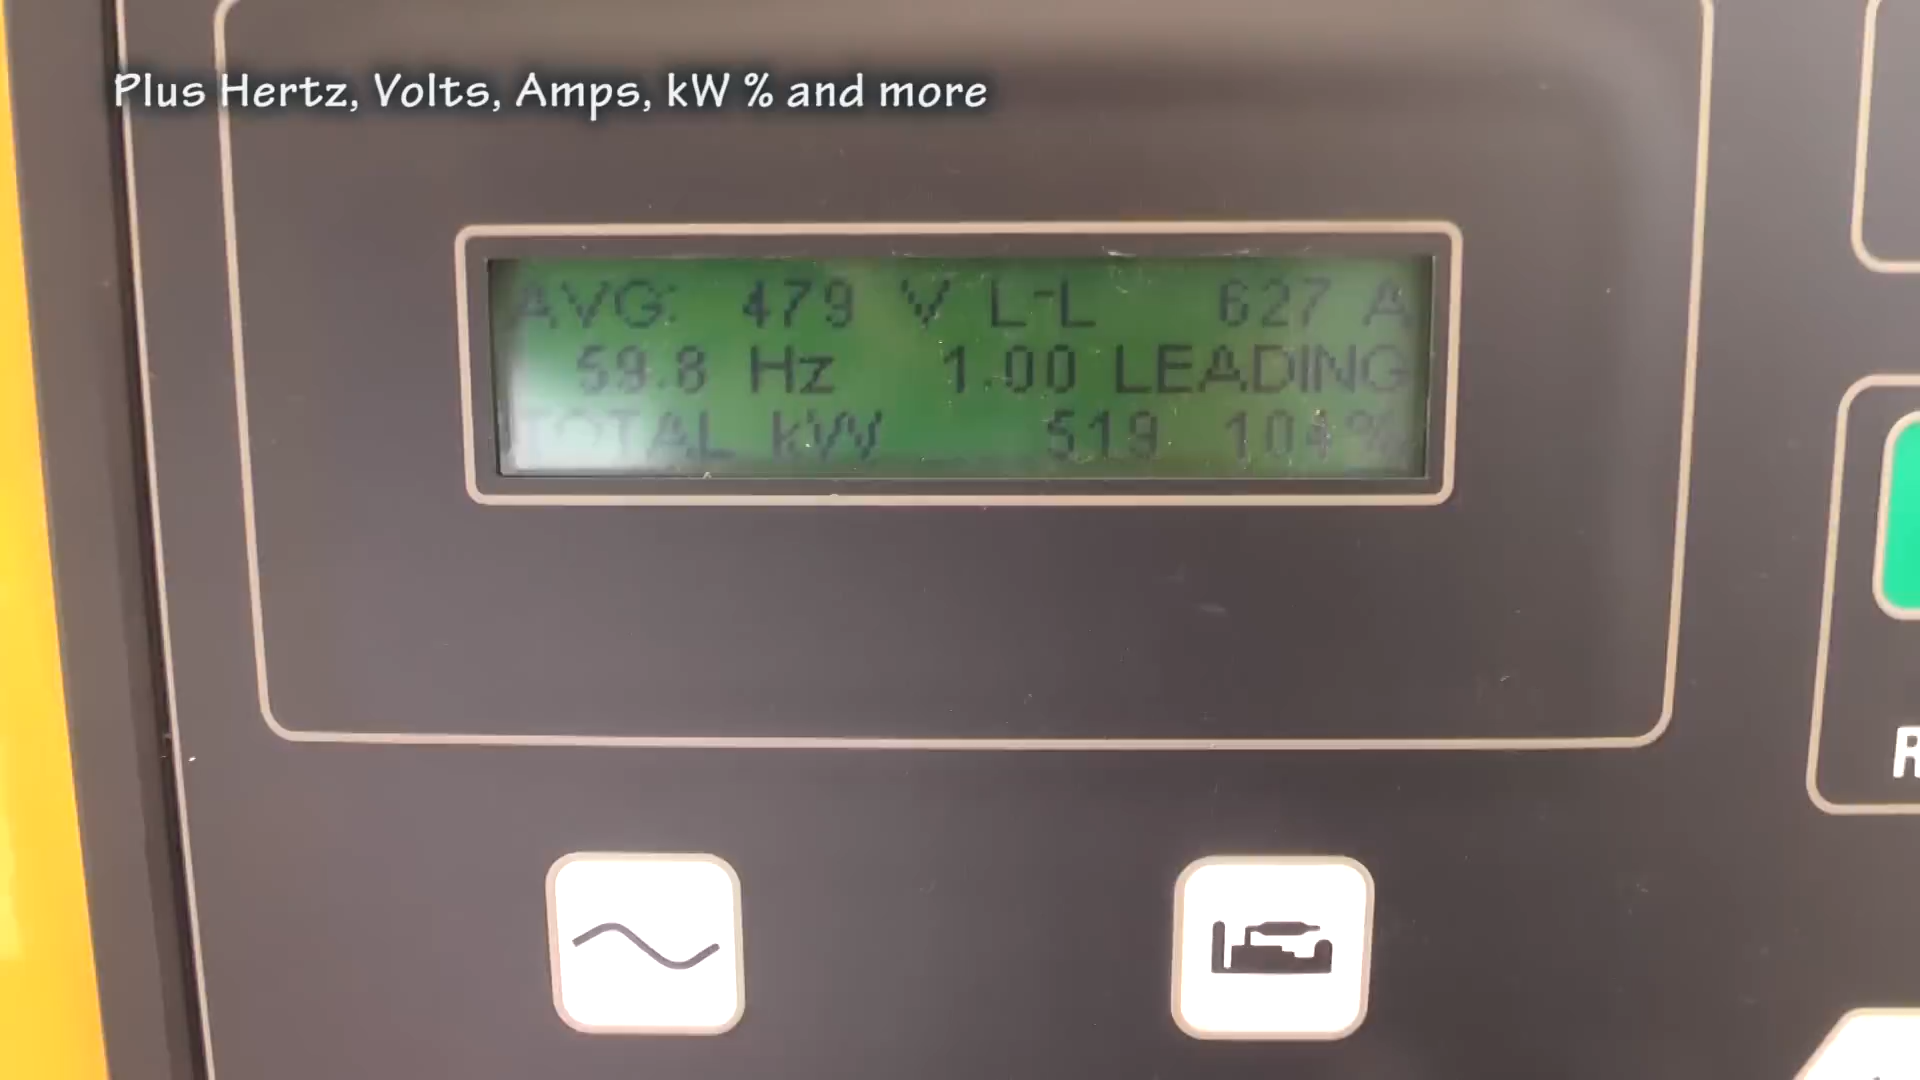 Plus Hertz, Volts, Amps, kW % and more
AVG: 479 V L-L 627 A
59.8 Hz 1.00 LEADING
TOTAL kW 519 104%
R